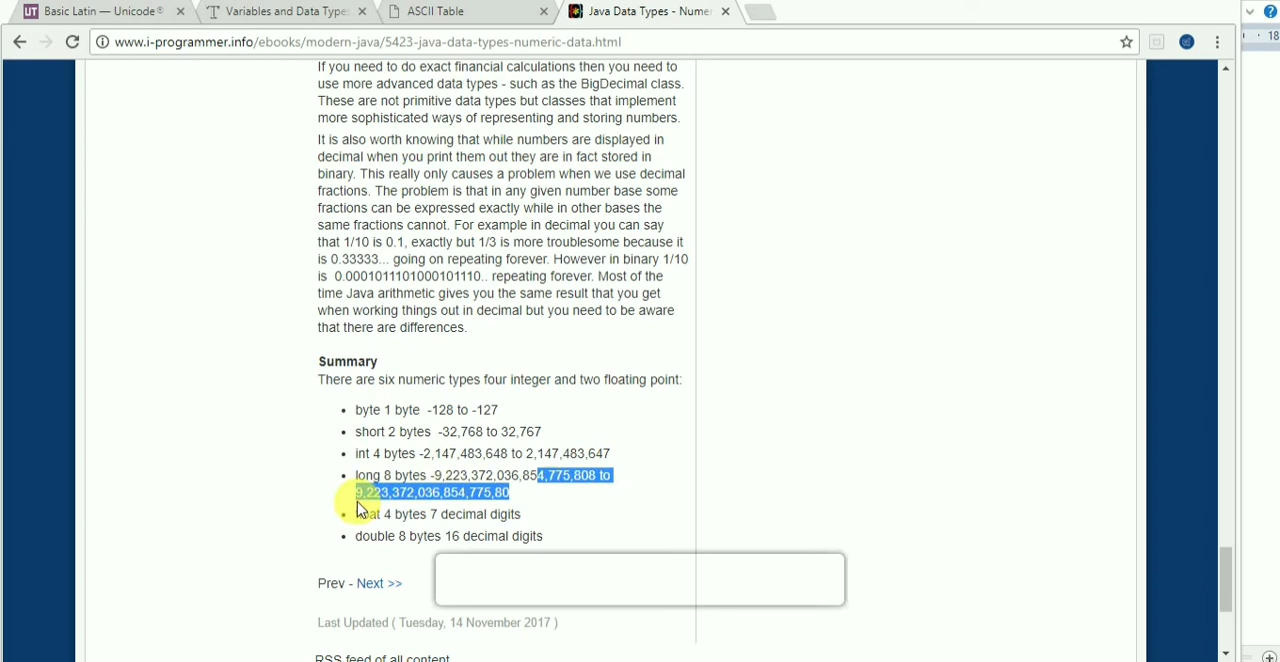 Basic Latin — Unicode®
Variables and Data Type
ASCII Table
Java Data Types - Nume
www.i-programmer.info/ebooks/modern-java/5423-java-data-types-numeric-data.html
18
If you need to do exact financial calculations then you need to
use more advanced data types - such as the BigDecimal class.
These are not primitive data types but classes that implement
more sophisticated ways of representing and storing numbers.
It is also worth knowing that while numbers are displayed in
decimal when you print them out they are in fact stored in
binary. This really only causes a problem when we use decimal
fractions. The problem is that in any given number base some
fractions can be expressed exactly while in other bases the
same fractions cannot. For example in decimal you can say
that 1/10 is 0.1, exactly but 1/3 is more troublesome because it
is 0.33333... going on repeating forever. However in binary 1/10
is 0.0001011101000101110.. repeating forever. Most of the
time Java arithmetic gives you the same result that you get
when working things out in decimal but you need to be aware
that there are differences.
Summary
There are six numeric types four integer and two floating point:
• byte 1 byte -128 to -127
• short 2 bytes -32,768 to 32,767
• int 4 bytes -2,147,483,648 to 2,147,483,647
• long 8 bytes -9,223,372,036,854,775,808 to
9,223,372,036,854,775,80
• float 4 bytes 7 decimal digits
• double 8 bytes 16 decimal digits
Prev - Next >>
Last Updated ( Tuesday, 14 November 2017 )
RSS feed of all content